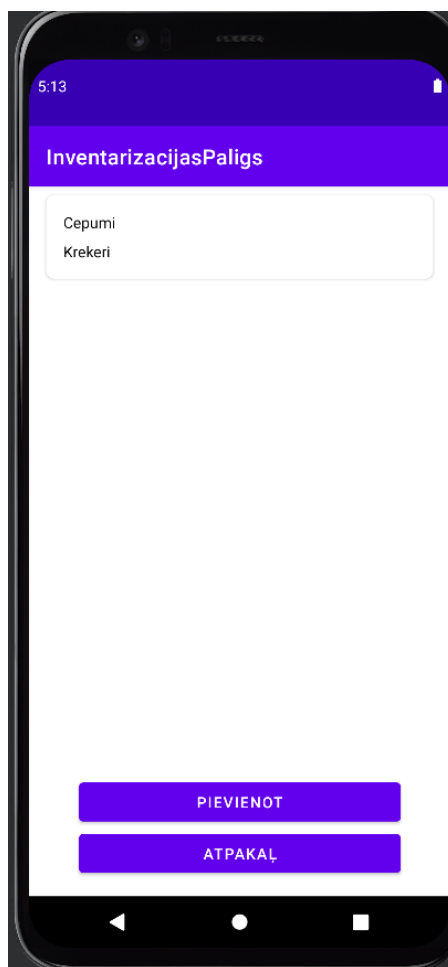 5:13
InventarizacijasPaligs
Cepumi
Krekeri
PIEVIENOT
ATPAKAĻ